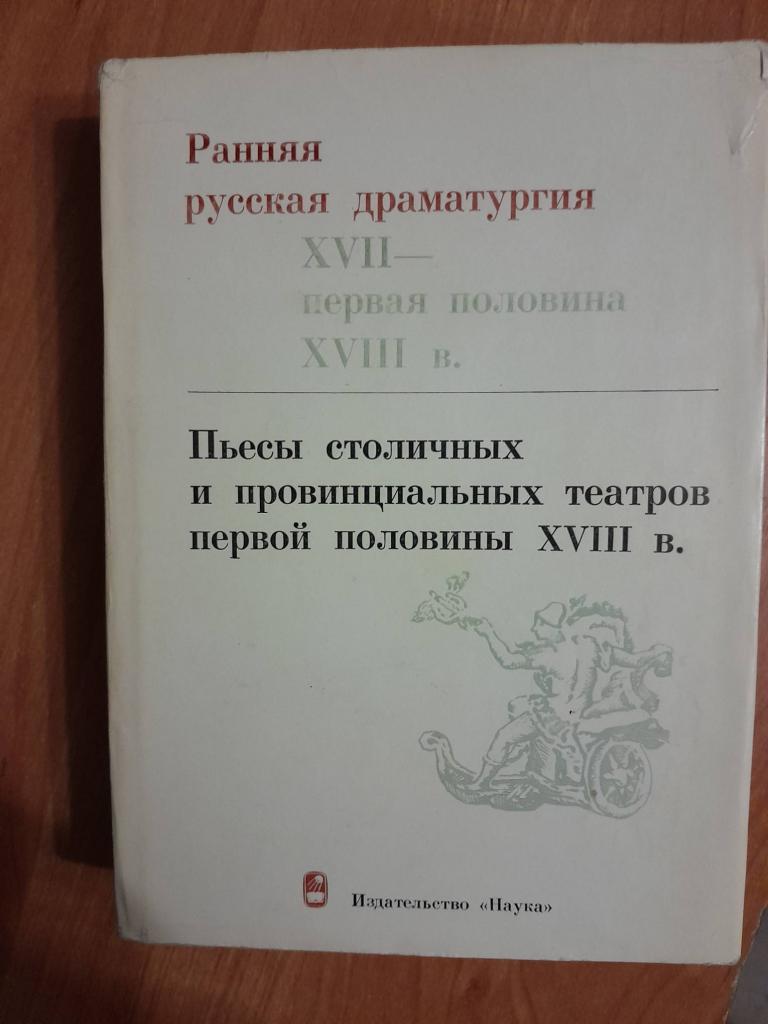 Ранняя
русская драматургия
XVII—
первая половина
XVIII в.
Пьесы столичных
и провинциальных театров
первой половины XVIII в.
Издательство «Наука»